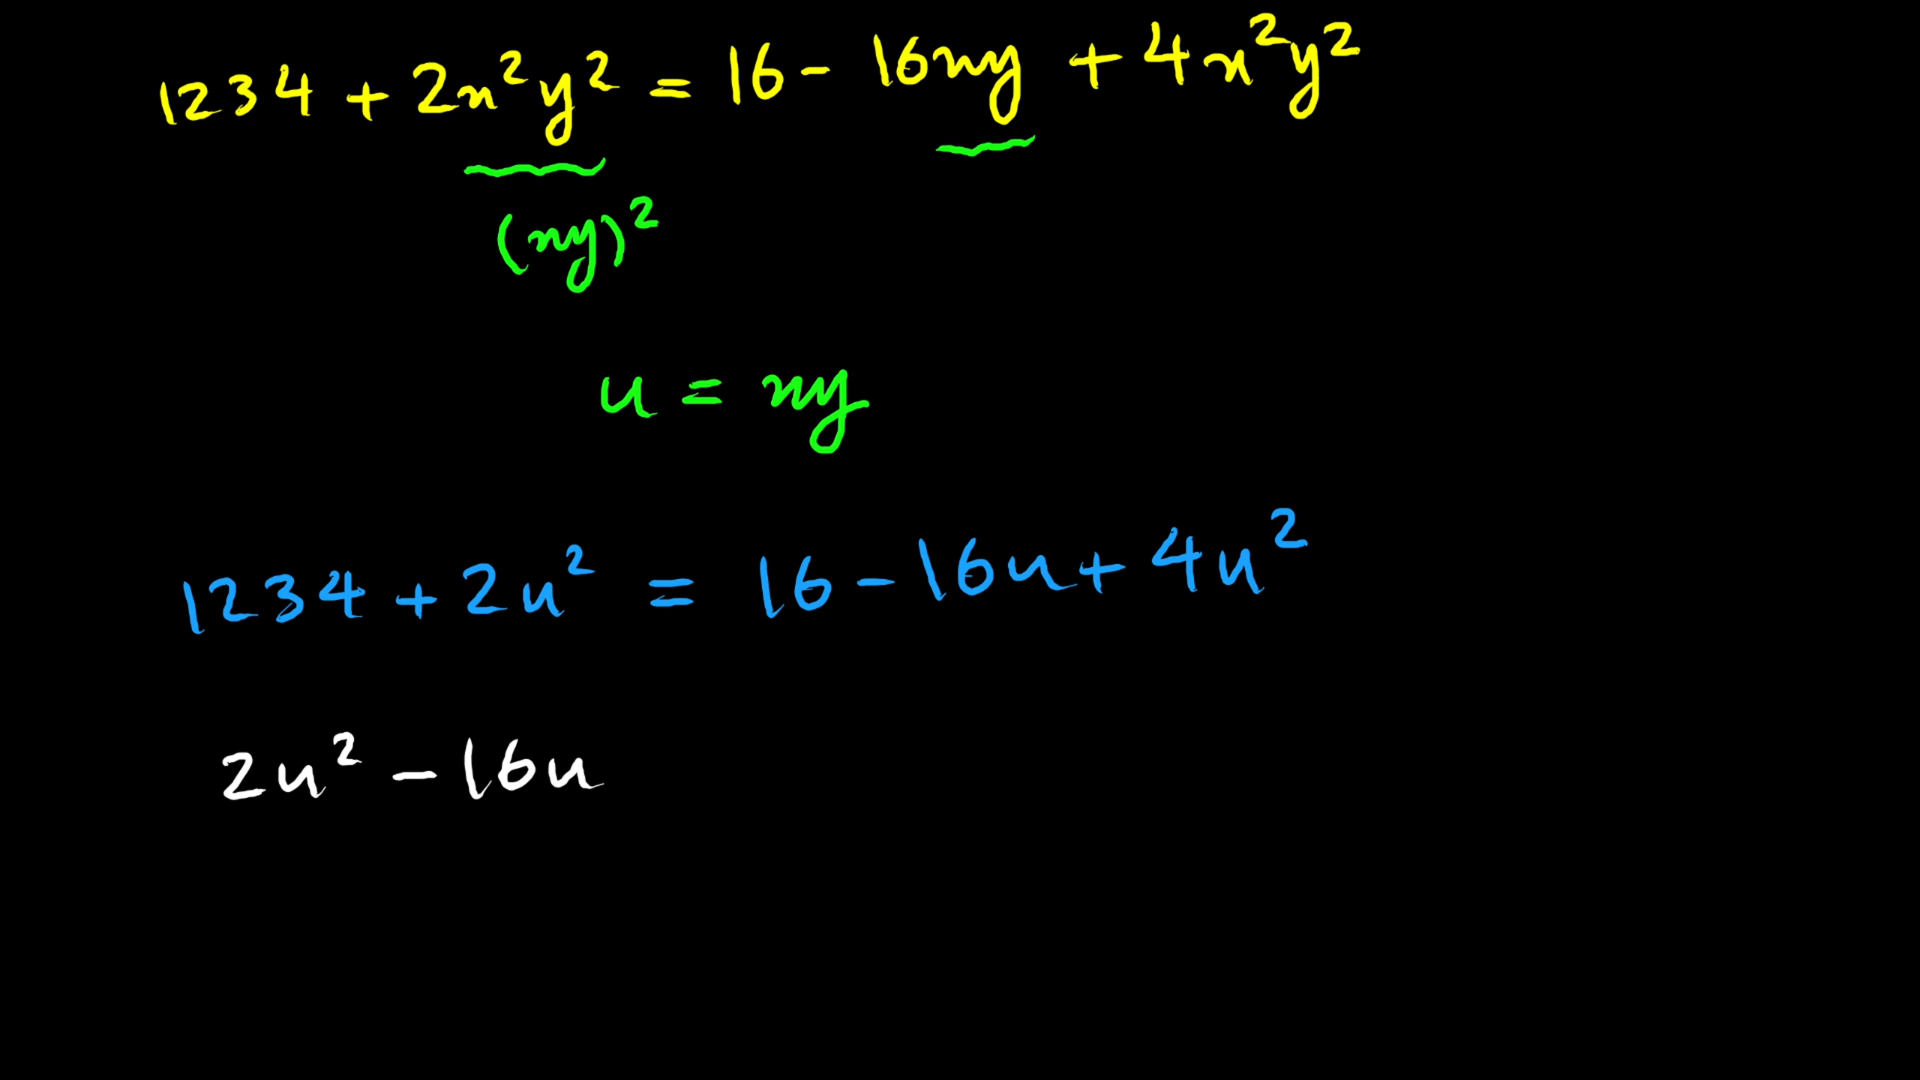 1234 + 2x²y² = 16 - 16xy + 4x²y²
(xy)²
u = xy
1234 + 2u² = 16 - 16u + 4u²
2u² - 16u